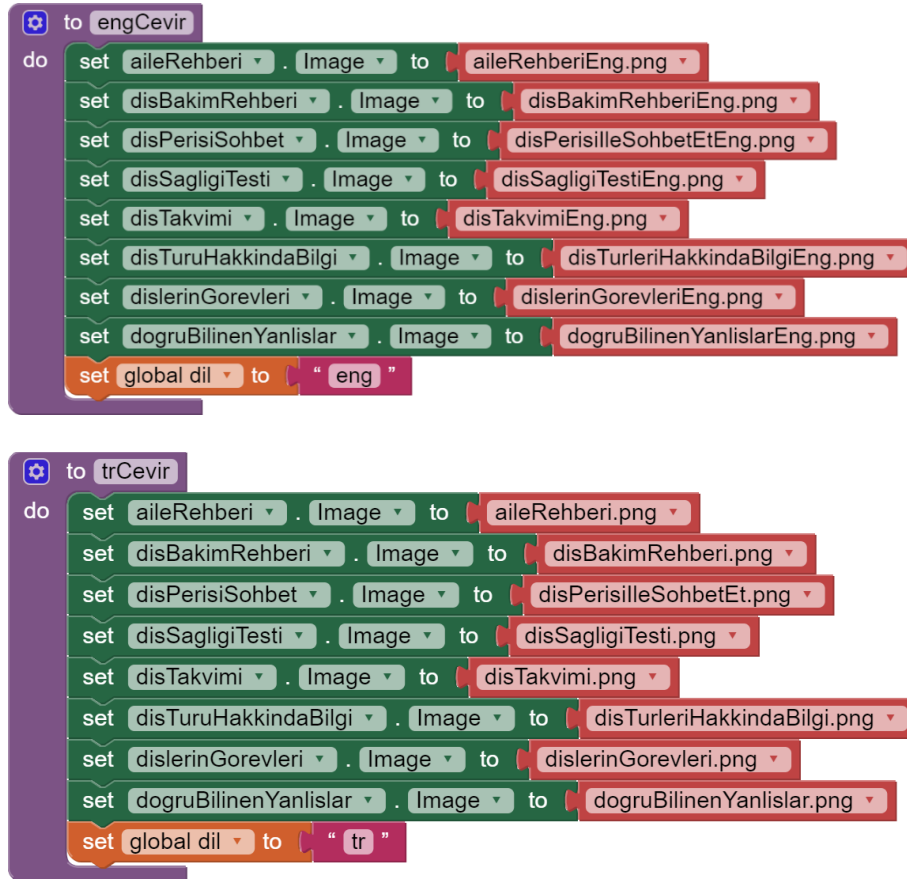 to engCevir
do set aileRehberi . Image to aileRehberiEng.png
set disBakimRehberi . Image to disBakimRehberiEng.png
set disPerisiSohbet . Image to disPerisilleSohbetEtEng.png
set disSagligiTesti . Image to disSagligiTestiEng.png
set disTakvimi . Image to disTakvimiEng.png
set disTuruHakkindaBilgi . Image to disTurleriHakkindaBilgiEng.png
set dislerinGorevleri . Image to dislerinGorevleriEng.png
set dogruBilinenYanlislar . Image to dogruBilinenYanlislarEng.png
set global dil to “ eng ”
to trCevir
do set aileRehberi . Image to aileRehberi.png
set disBakimRehberi . Image to disBakimRehberi.png
set disPerisiSohbet . Image to disPerisilleSohbetEt.png
set disSagligiTesti . Image to disSagligiTesti.png
set disTakvimi . Image to disTakvimi.png
set disTuruHakkindaBilgi . Image to disTurleriHakkindaBilgi.png
set dislerinGorevleri . Image to dislerinGorevleri.png
set dogruBilinenYanlislar . Image to dogruBilinenYanlislar.png
set global dil to “ tr ”